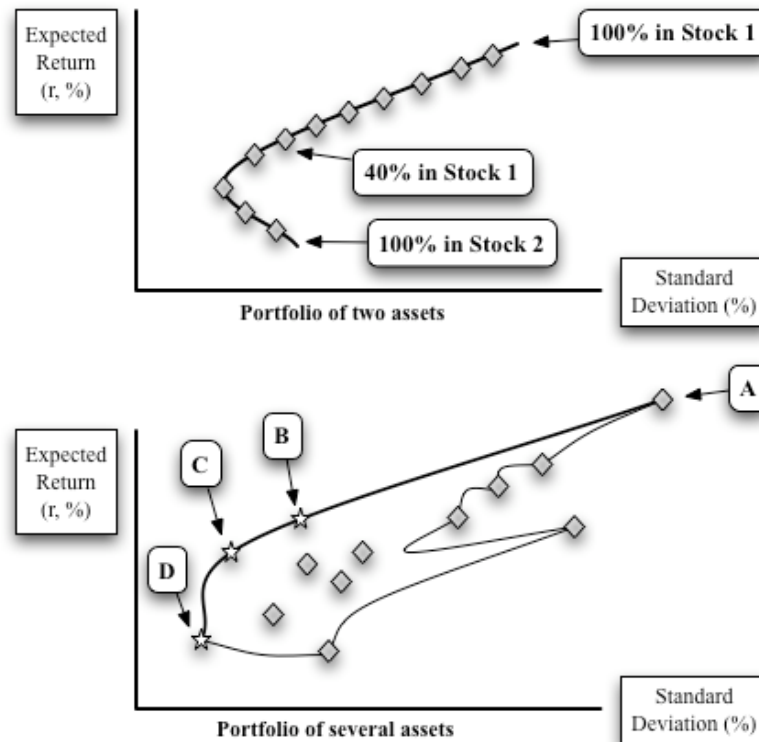 Expected
Return
(r, %)
100% in Stock 1
40% in Stock 1
100% in Stock 2
Standard
Deviation (%)
Portfolio of two assets
A
Expected
Return
(r, %)
B
C
D
Standard
Deviation (%)
Portfolio of several assets